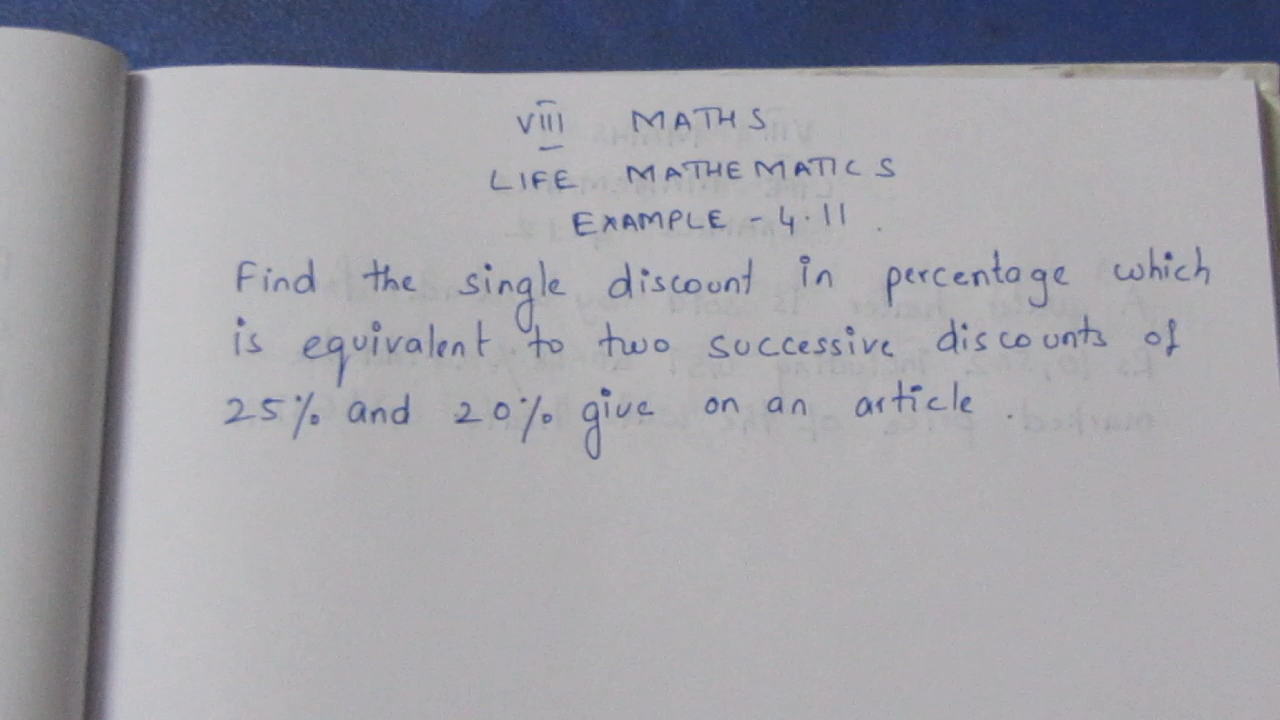 VIII MATHS
LIFE MATHEMATICS
EXAMPLE - 4.11.
Find the single discount in percentage which
is equivalent to two successive discounts of
25% and 20% give on an article.